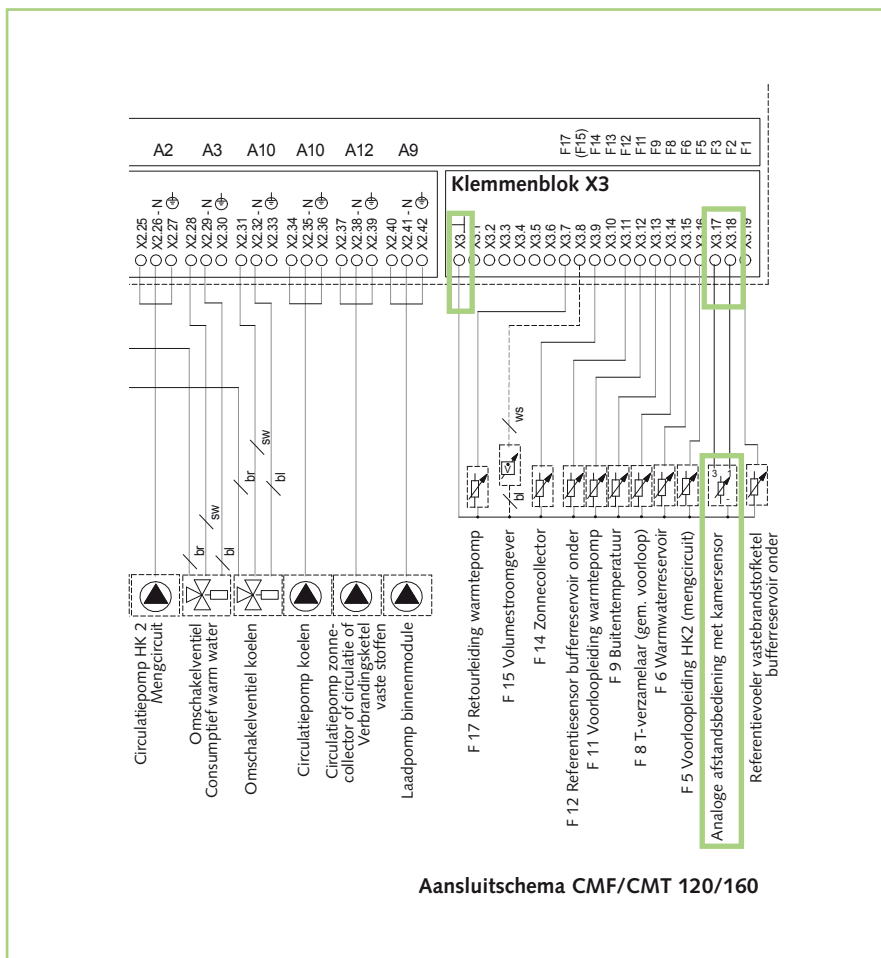 A2 A3 A10 A10 A12 A9
F17
(F15)
F14
F13
F12
F11
F9
F8
F6
F5
F3
F2
F1
Klemmenblok X3
X2.25
X2.26 - N
X2.27
X2.28
X2.29 - N
X2.30
X2.31
X2.32 - N
X2.33
X2.34
X2.35 - N
X2.36
X2.37
X2.38 - N
X2.39
X2.40
X2.41 - N
X2.42
X3.⊥
X3.1
X3.2
X3.3
X3.4
X3.5
X3.6
X3.7
X3.8
X3.9
X3.10
X3.11
X3.12
X3.13
X3.14
X3.15
X3.16
X3.17
X3.18
X3.19
br
sw
bl
br
sw
bl
ws
V
bl
3
1
Circulatiepomp HK 2
Mengcircuit
Omschakelventiel
Consumptief warm water
Omschakelventiel koelen
Circulatiepomp koelen
Circulatiepomp zonne-
collector of circulatie of
Verbrandingsketel
vaste stoffen
Laadpomp binnenmodule
F 17 Retourleiding warmtepomp
F 15 Volumestroomgever
F 14 Zonnecollector
F 12 Referentiesensor bufferreservoir onder
F 11 Voorloopleiding warmtepomp
F 9 Buitentemperatuur
F 8 T-verzamelaar (gem. voorloop)
F 6 Warmwaterreservoir
F 5 Voorloopleiding HK2 (mengcircuit)
Analoge afstandsbediening met kamersensor
Referentievoeler vastebrandstofketel
bufferreservoir onder
Aansluitschema CMF/CMT 120/160